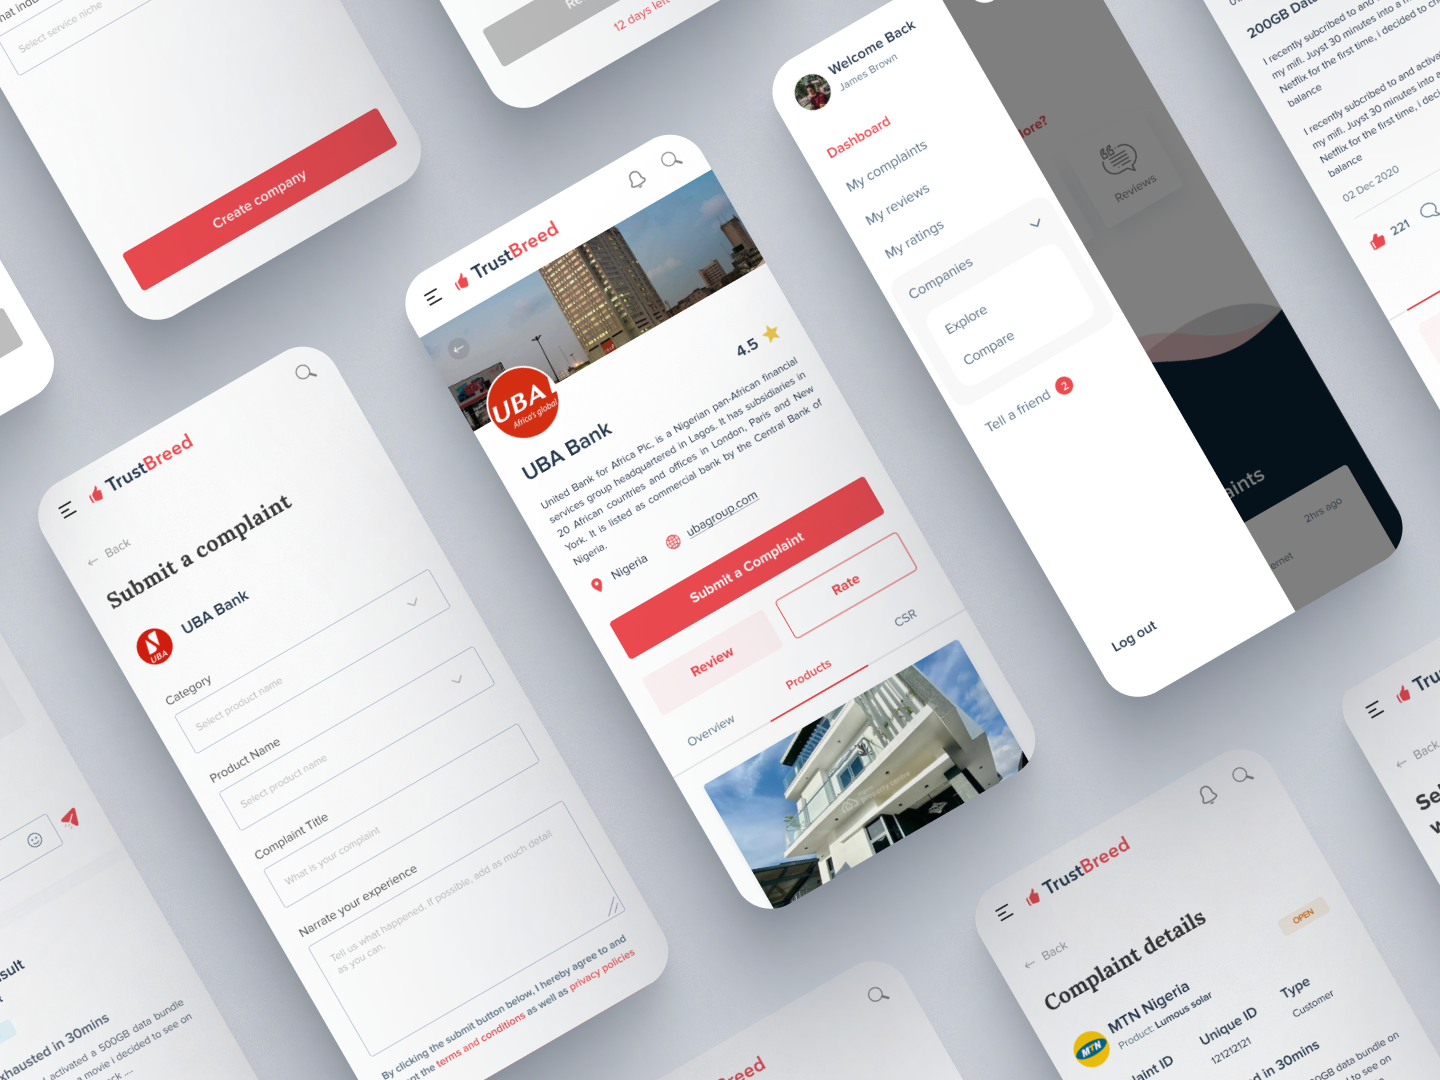 Select service niche
Create company
12 days left
TrustBreed
Back
Submit a complaint
UBA
UBA Bank
Category
Select product name
Product Name
Select product name
Complaint Title
What is your complaint
Narrate your experience
Tell us what happened. If possible, add as much detail
as you can.
By clicking the submit button below, I hereby agree to and
terms and conditions as well as privacy policies
TrustBreed
UBA
Africa's global
4.5
UBA Bank
United Bank for Africa Plc, is a Nigerian pan-African financial
services group headquartered in Lagos. It has subsidiaries in
20 African countries and offices in London, Paris and New
York. It is listed as commercial bank by the Central Bank of
Nigeria.
Nigeria
ubagroup.com
Submit a Complaint
Review
Rate
Overview
Products
CSR
Welcome Back
James Brown
Dashboard
My complaints
My reviews
My ratings
Companies
Explore
Compare
Tell a friend 2
Log out
Reviews
2hrs ago
200GB
I recently subcribed to and
my mifi. Juyst 30 minutes into a
Netflix for the first time, i decided to
balance
I recently subcribed to and
my mifi. Juyst 30 minutes into a
Netflix for the first time, i
balance
02 Dec 2020
221
in 30mins
activated a 500GB data bundle
a movie i decided to see on
TrustBreed
Back
Complaint details
OPEN
MTN
MTN Nigeria
Product: Lumous solar
Unique ID
121212121
Type
Customer
in 30mins
data bundle on
to see on
Back